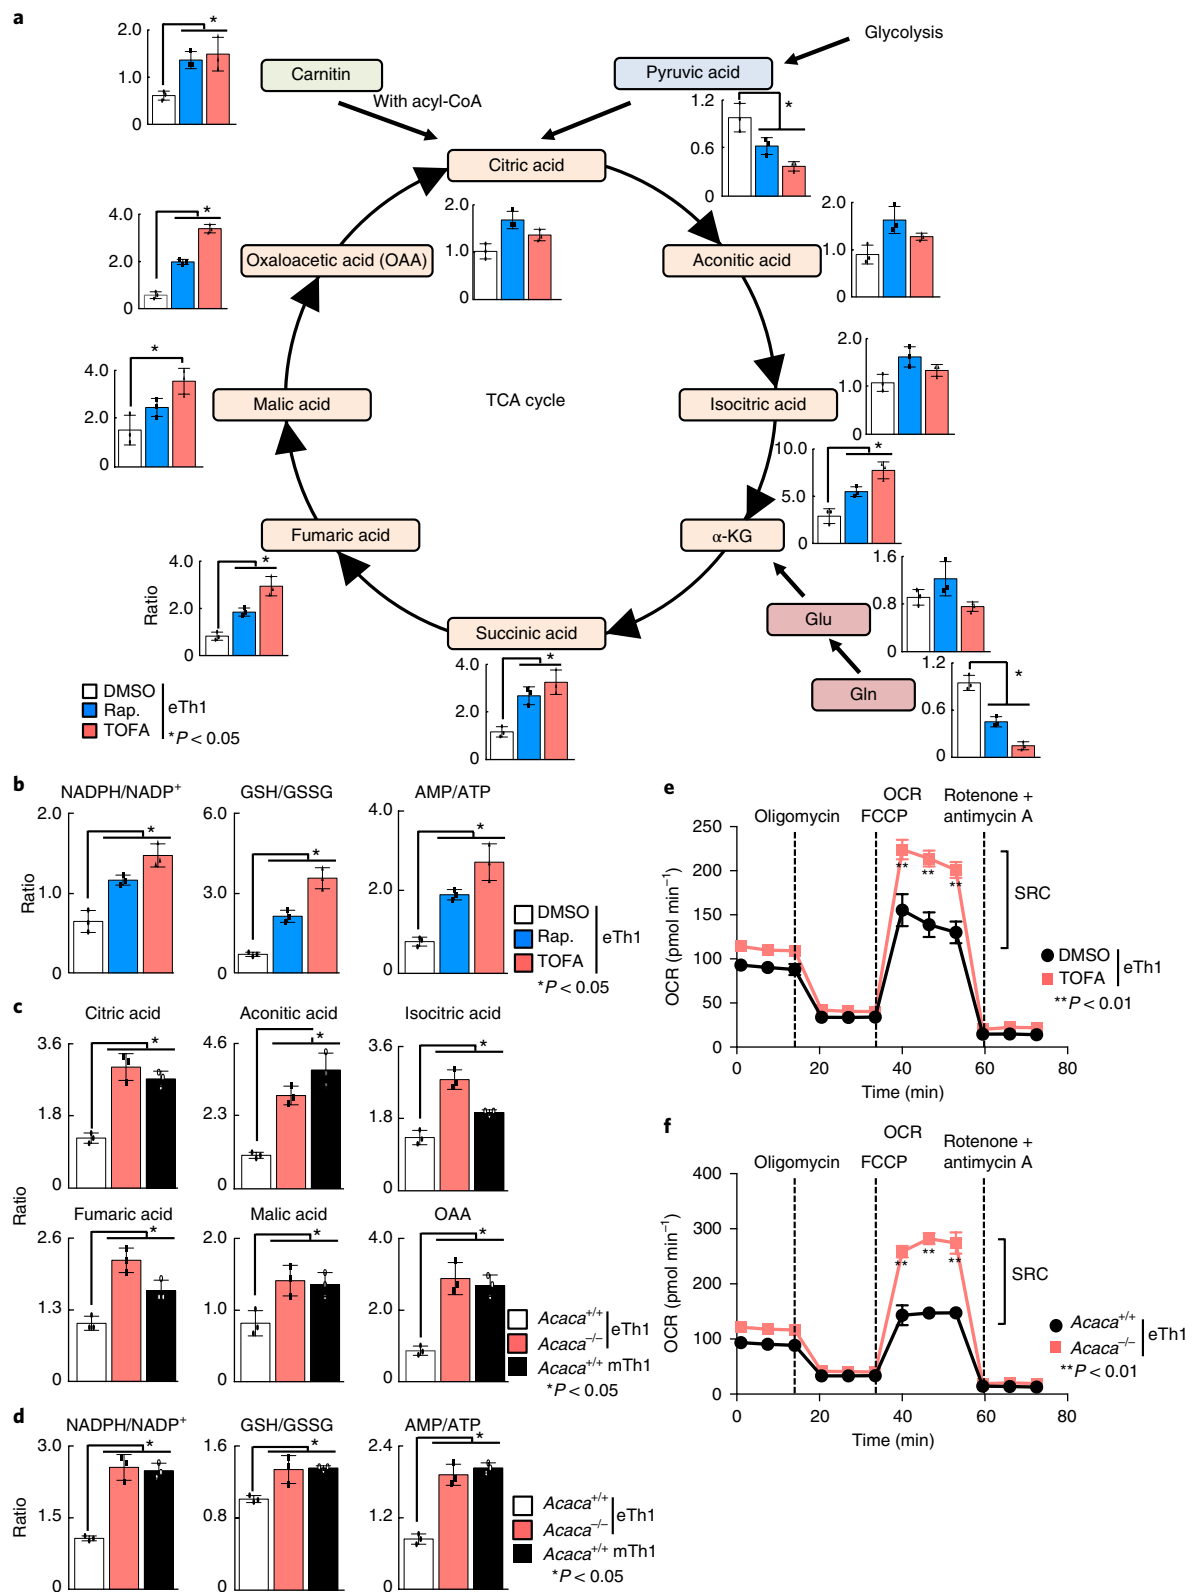 a
2.0
1.0
0
Carnitin
With acyl-CoA
Pyruvic acid
Glycolysis
1.2
0.6
0
*
*
Citric acid
2.0
1.0
0
Aconitic acid
2.0
1.0
0
Oxaloacetic acid (OAA)
4.0
2.0
0
*
Malic acid
4.0
2.0
0
*
TCA cycle
Isocitric acid
2.0
1.0
0
α-KG
10.0
5.0
0
*
Fumaric acid
4.0
2.0
0
Ratio
*
Succinic acid
4.0
2.0
0
*
Glu
1.6
0.8
0
Gln
1.2
0.6
0
*
DMSO
Rap.
TOFA
eTh1
*P < 0.05
b
NADPH/NADP⁺
GSH/GSSG
AMP/ATP
Ratio
2.0
1.0
0
*
6.0
3.0
0
*
4.0
2.0
0
*
DMSO
Rap.
TOFA
eTh1
*P < 0.05
c
Citric acid
Aconitic acid
Isocitric acid
3.6
1.8
0
*
4.6
2.3
0
*
3.6
1.8
0
*
Ratio
Fumaric acid
Malic acid
OAA
2.6
1.3
0
*
2.0
1.0
0
*
4.0
2.0
0
*
Acaca+/+
Acaca−/−
eTh1
Acaca+/+ mTh1
*P < 0.05
d
NADPH/NADP⁺
GSH/GSSG
AMP/ATP
Ratio
3.0
1.5
0
*
1.6
0.8
0
*
2.4
1.2
0
*
Acaca+/+
Acaca−/−
eTh1
Acaca+/+ mTh1
*P < 0.05
e
OCR
Oligomycin
FCCP
Rotenone +
antimycin A
OCR (pmol min−1)
250
200
150
100
50
0
** ** **
SRC
DMSO
TOFA
eTh1
**P < 0.01
0 20 40 60 80
Time (min)
f
OCR
Oligomycin
FCCP
Rotenone +
antimycin A
OCR (pmol min−1)
400
300
200
100
0
** ** **
SRC
Acaca+/+
Acaca−/−
eTh1
**P < 0.01
0 20 40 60 80
Time (min)